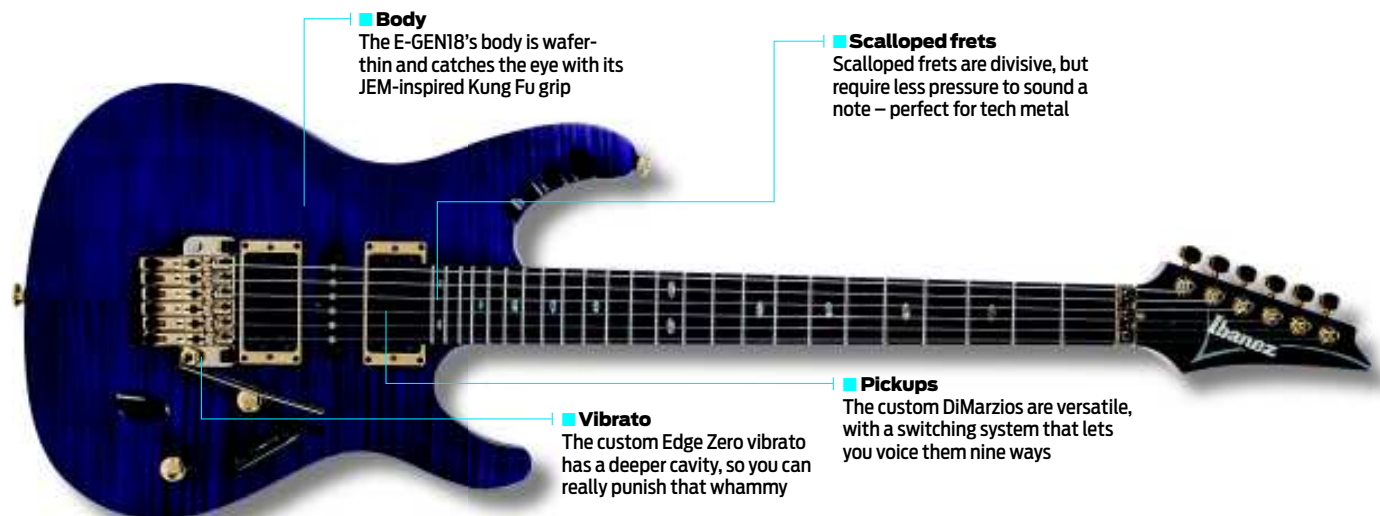 Body
The E-GEN18's body is wafer-
thin and catches the eye with its
JEM-inspired Kung Fu grip
Scalloped frets
Scalloped frets are divisive, but
require less pressure to sound a
note – perfect for tech metal
Ibanez
Pickups
The custom DiMarzios are versatile,
with a switching system that lets
you voice them nine ways
Vibrato
The custom Edge Zero vibrato
has a deeper cavity, so you can
really punish that whammy